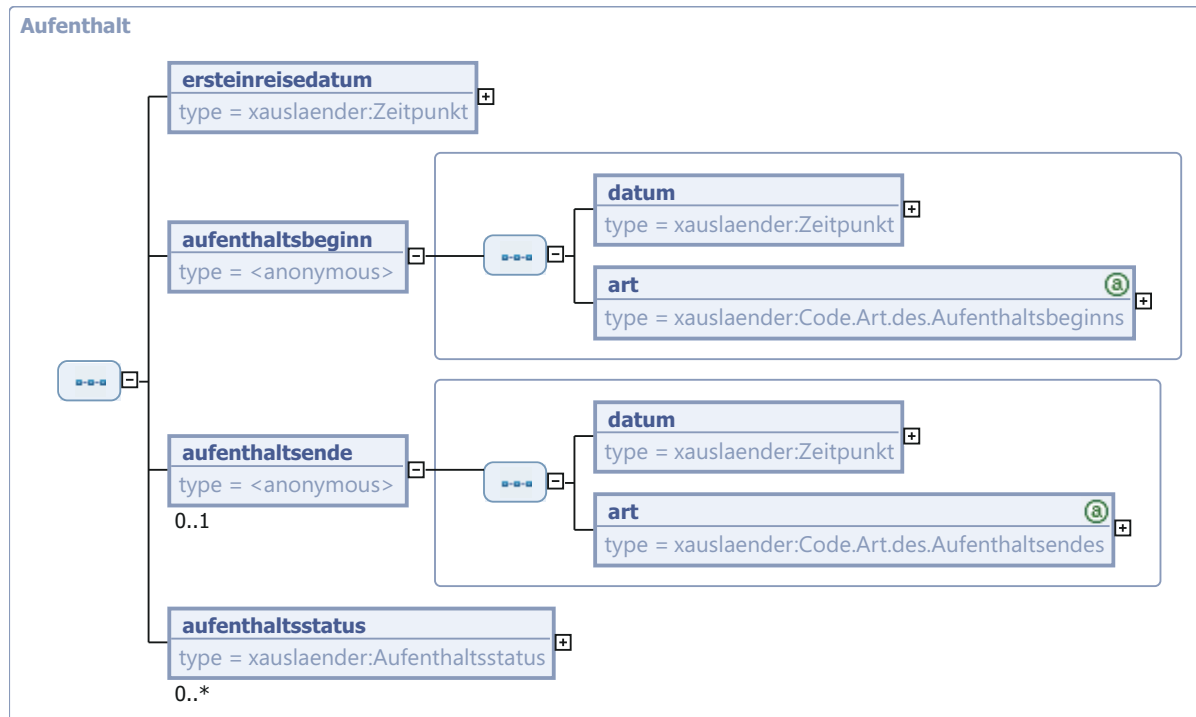 Aufenthalt
ersteinreisedatum
type = xauslaender:Zeitpunkt
aufenthaltsbeginn
type = <anonymous>
datum
type = xauslaender:Zeitpunkt
art
type = xauslaender:Code.Art.des.Aufenthaltsbeginns
aufenthaltsende
type = <anonymous>
0..1
datum
type = xauslaender:Zeitpunkt
art
type = xauslaender:Code.Art.des.Aufenthaltsendes
aufenthaltsstatus
type = xauslaender:Aufenthaltsstatus
0..*